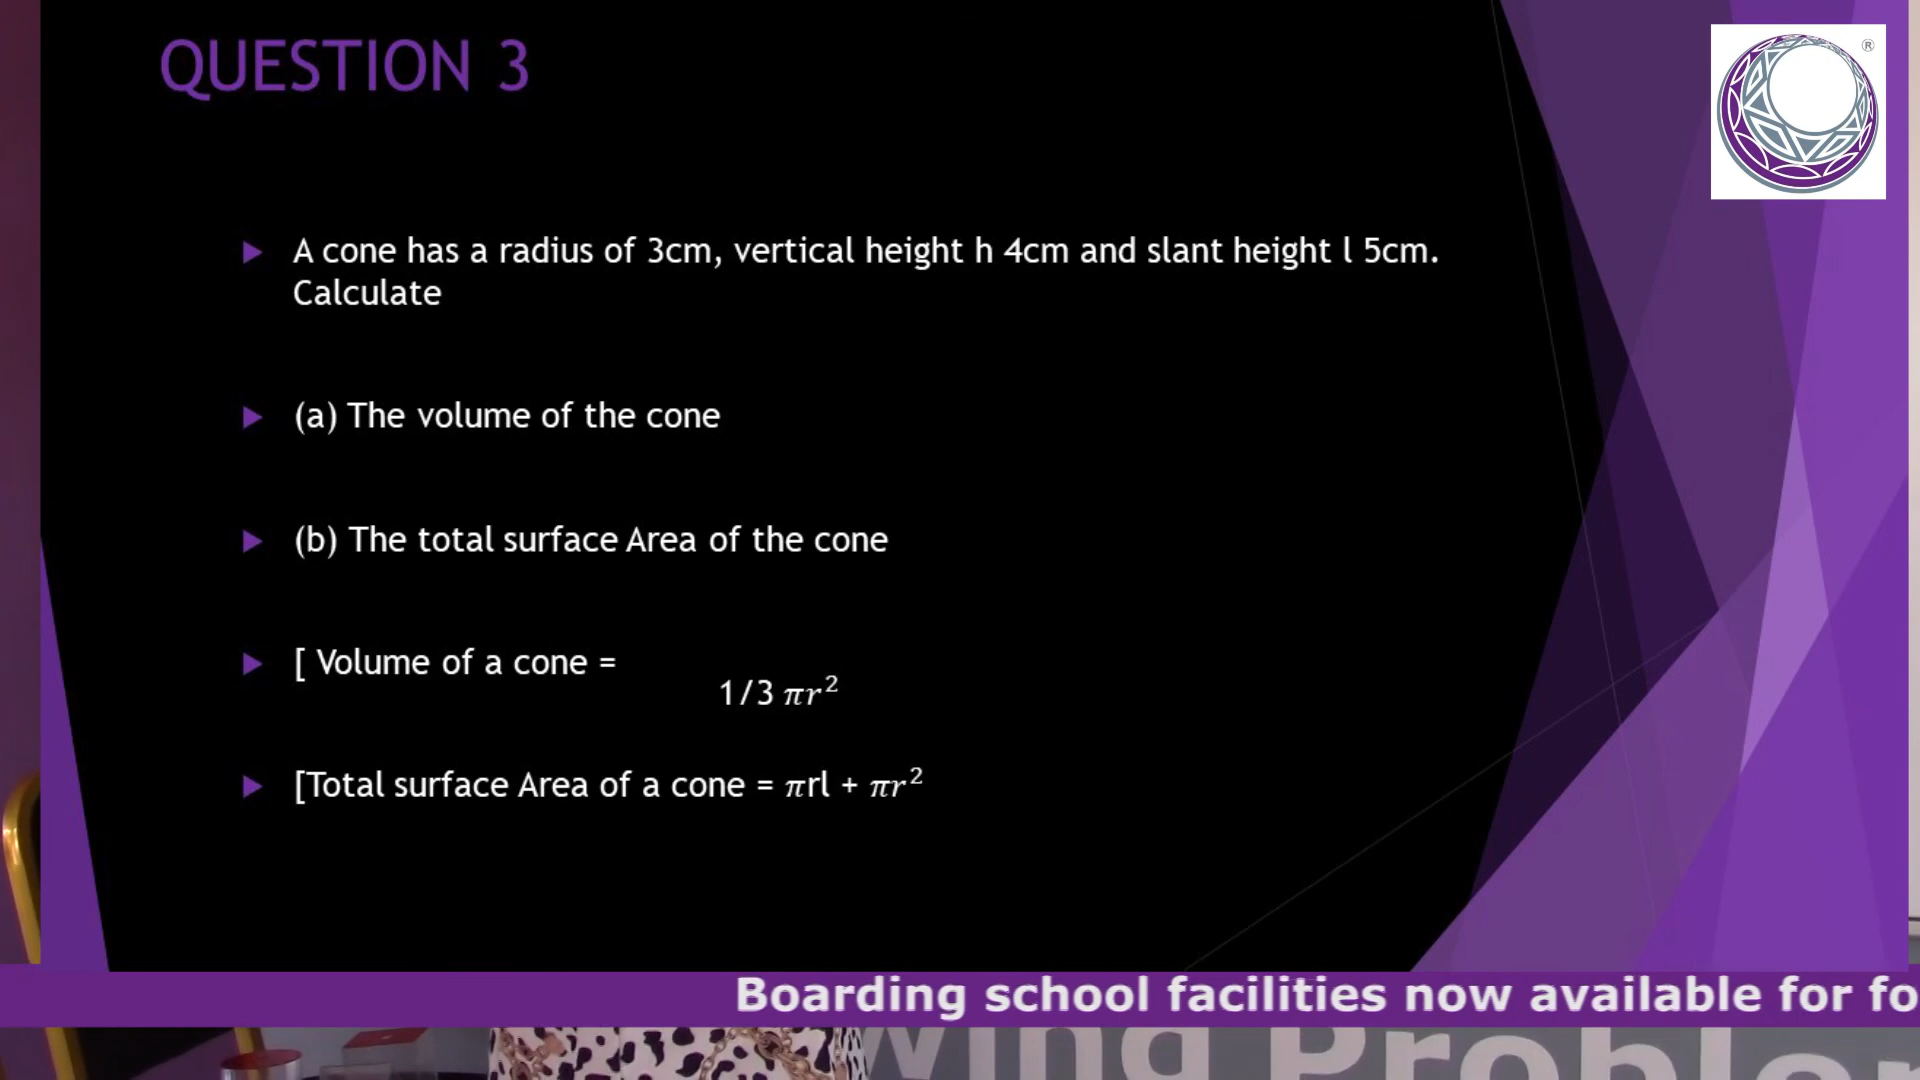 QUESTION 3
®
A cone has a radius of 3cm, vertical height h 4cm and slant height l 5cm.
Calculate
(a) The volume of the cone
(b) The total surface Area of the cone
[ Volume of a cone =
1/3 𝜋𝑟²
[Total surface Area of a cone = 𝜋rl + 𝜋𝑟²
Boarding school facilities now available for fo